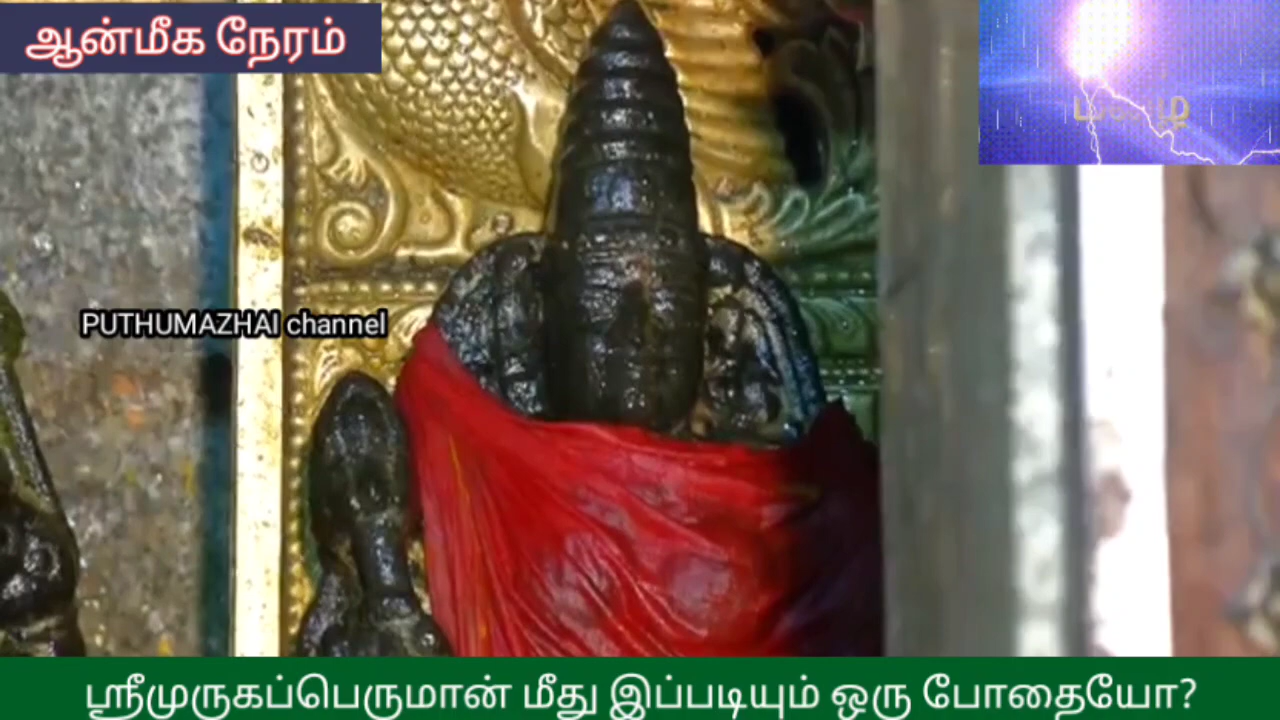 ஆன்மீக நேரம்
PUTHUMAZHAI channel
ஸ்ரீமுருகப்பெருமான் மீது இப்படியும் ஒரு போதையோ?